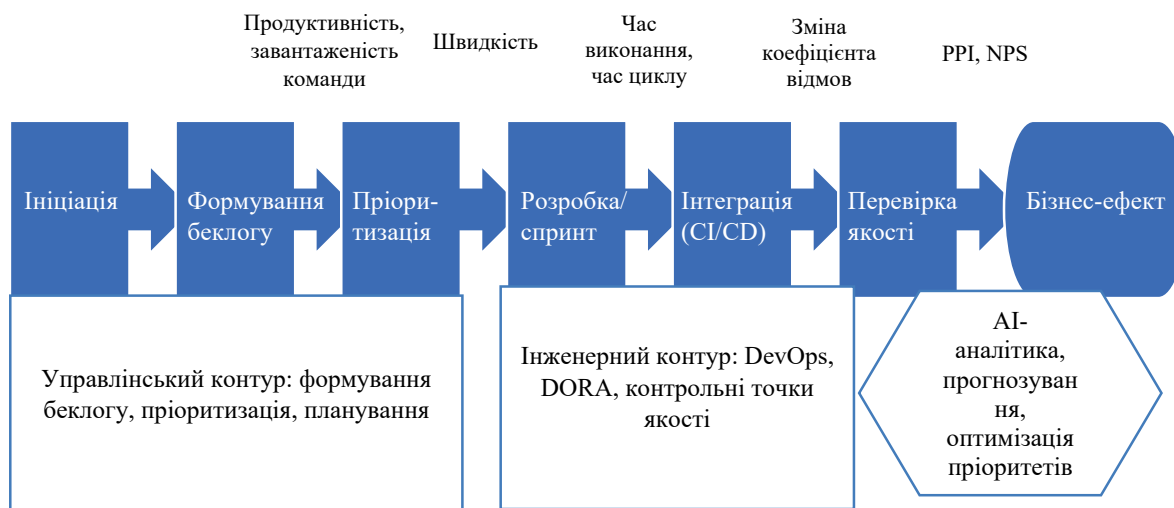 Продуктивність,
завантаженість
команди
Швидкість
Час
виконання,
час циклу
Зміна
коефіцієнта
відмов
PPI, NPS
Ініціація
Формування
беклогу
Пріори-
тизація
Розробка/
спринт
Інтеграція
(CI/CD)
Перевірка
якості
Бізнес-ефект
Управлінський контур: формування
беклогу, пріоритизація, планування
Інженерний контур: DevOps,
DORA, контрольні точки
якості
AI-
аналітика,
прогнозуван
ня,
оптимізація
пріоритетів